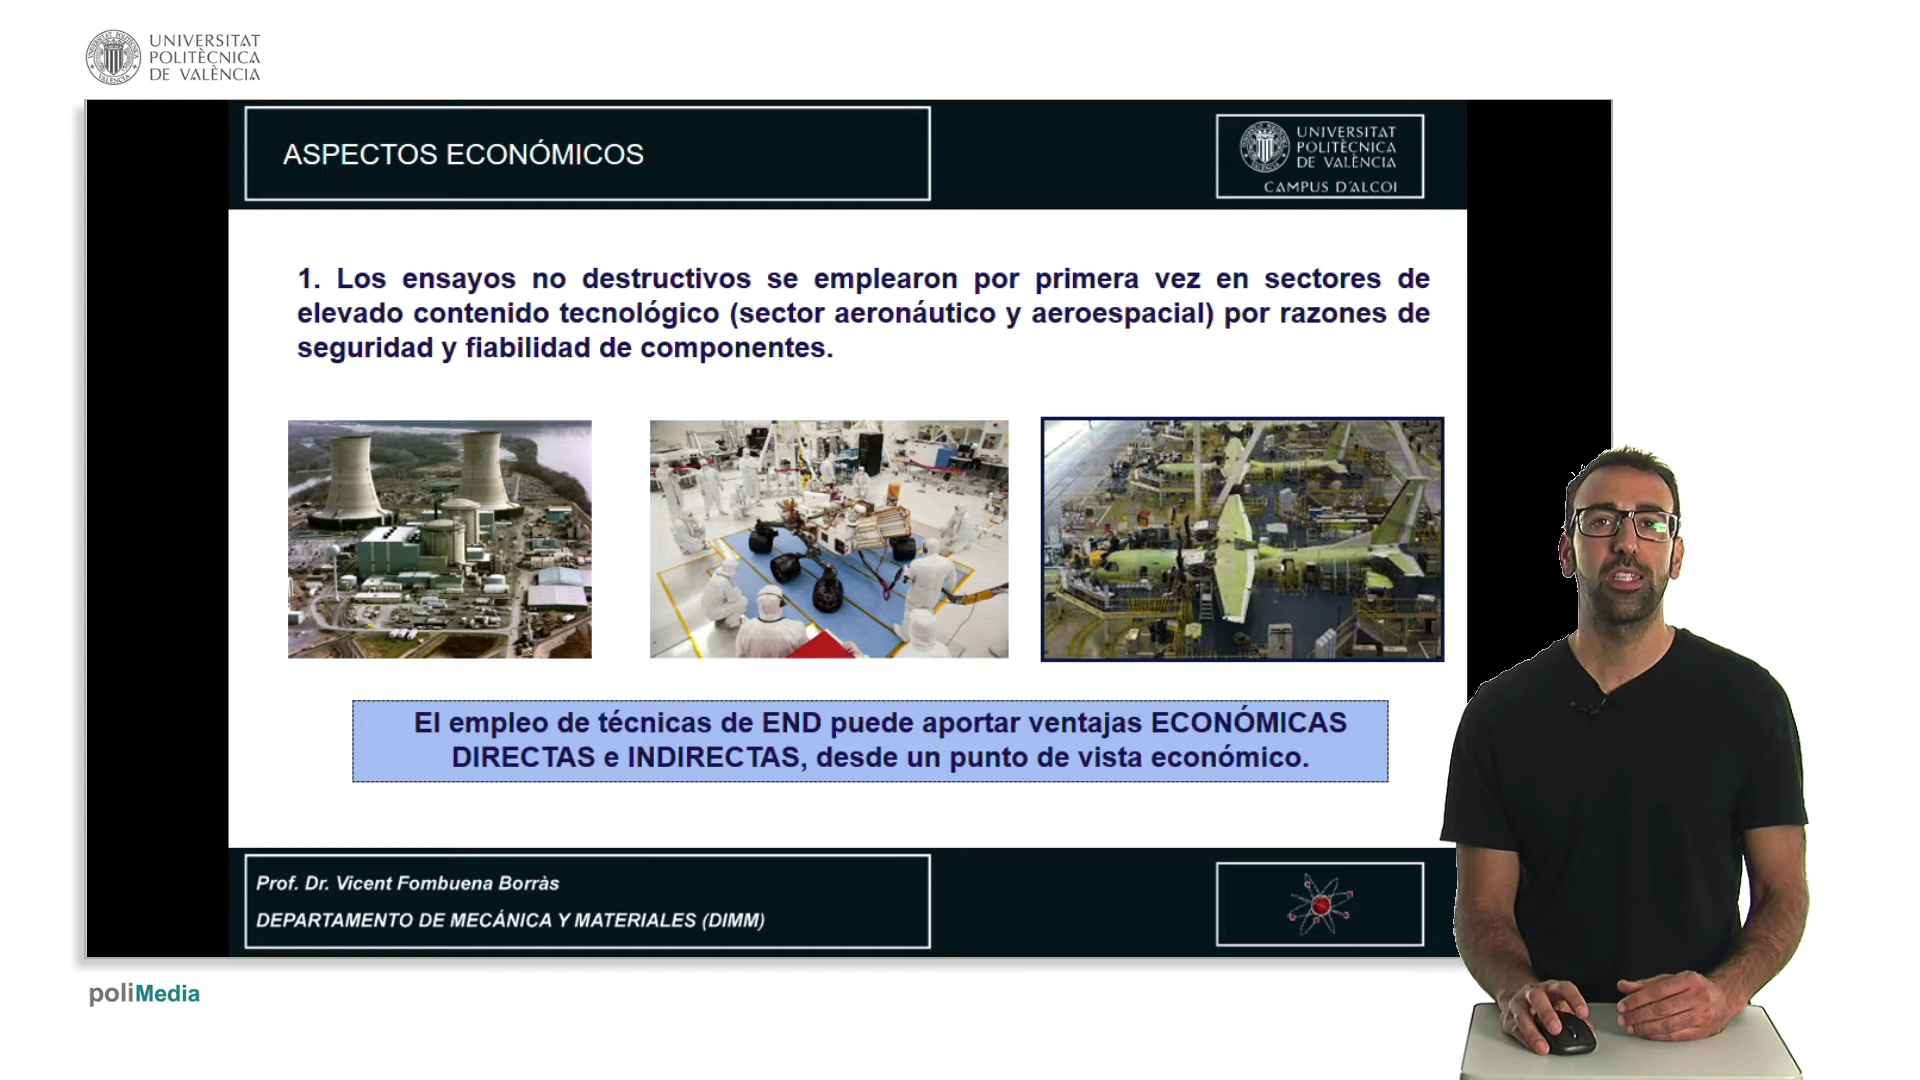 UNIVERSITAT
POLITÈCNICA
DE VALÈNCIA
ASPECTOS ECONÓMICOS
UNIVERSITAT
POLITÈCNICA
DE VALÈNCIA
CAMPUS D'ALCOI
1. Los ensayos no destructivos se emplearon por primera vez en sectores de
elevado contenido tecnológico (sector aeronáutico y aeroespacial) por razones de
seguridad y fiabilidad de componentes.
El empleo de técnicas de END puede aportar ventajas ECONÓMICAS
DIRECTAS e INDIRECTAS, desde un punto de vista económico.
Prof. Dr. Vicent Fombuena Borràs
DEPARTAMENTO DE MECÁNICA Y MATERIALES (DIMM)
poliMedia